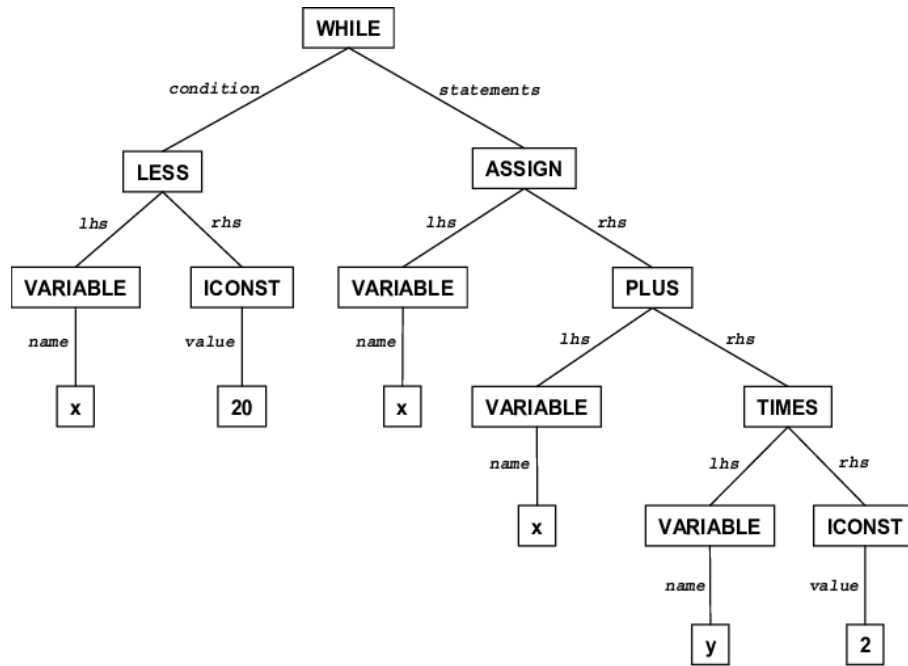 WHILE
condition statements
LESS ASSIGN
lhs rhs lhs rhs
VARIABLE ICONST VARIABLE PLUS
name value name lhs rhs
x 20 x VARIABLE TIMES
name lhs rhs
x VARIABLE ICONST
name value
y 2